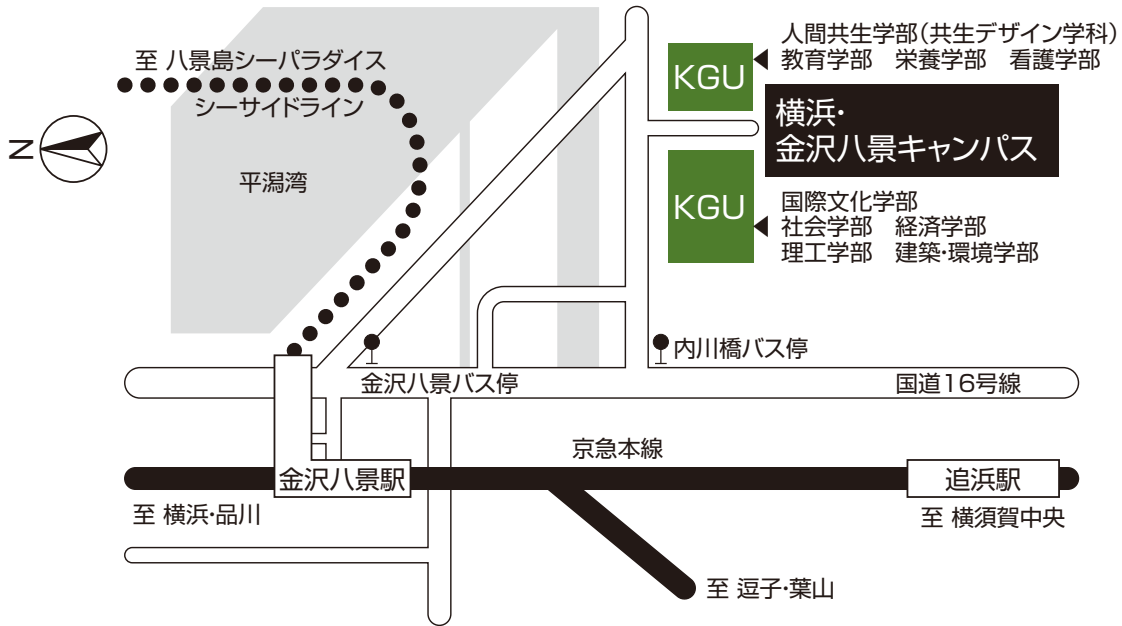 人間共生学部(共生デザイン学科)
教育学部　栄養学部　看護学部
KGU
横浜・
金沢八景キャンパス
KGU
国際文化学部
社会学部　経済学部
理工学部　建築・環境学部
至 八景島シーパラダイス
シーサイドライン
N
平潟湾
内川橋バス停
金沢八景バス停
国道16号線
京急本線
金沢八景駅
追浜駅
至 横浜・品川
至 横須賀中央
至 逗子・葉山